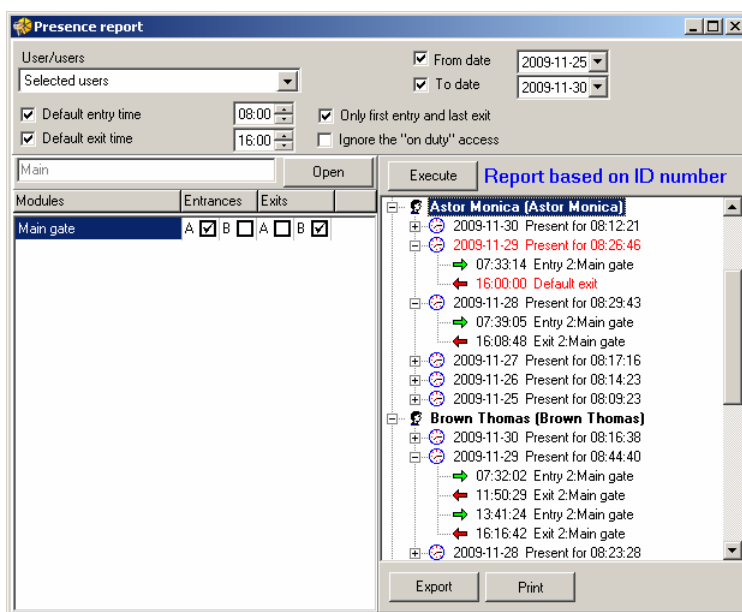 Presence report
User/users
Selected users
From date 2009-11-25
To date 2009-11-30
Default entry time 08:00
Only first entry and last exit
Default exit time 16:00
Ignore the "on duty" access
Main
Open
Modules Entrances Exits
Main gate A B A B
Execute Report based on ID number
Astor Monica (Astor Monica)
2009-11-30 Present for 08:12:21
2009-11-29 Present for 08:26:46
07:33:14 Entry 2:Main gate
16:00:00 Default exit
2009-11-28 Present for 08:29:43
07:39:05 Entry 2:Main gate
16:08:48 Exit 2:Main gate
2009-11-27 Present for 08:17:16
2009-11-26 Present for 08:14:23
2009-11-25 Present for 08:09:23
Brown Thomas (Brown Thomas)
2009-11-30 Present for 08:16:38
2009-11-29 Present for 08:44:40
07:32:02 Entry 2:Main gate
11:50:29 Exit 2:Main gate
13:41:24 Entry 2:Main gate
16:16:42 Exit 2:Main gate
2009-11-28 Present for 08:23:28
Export
Print